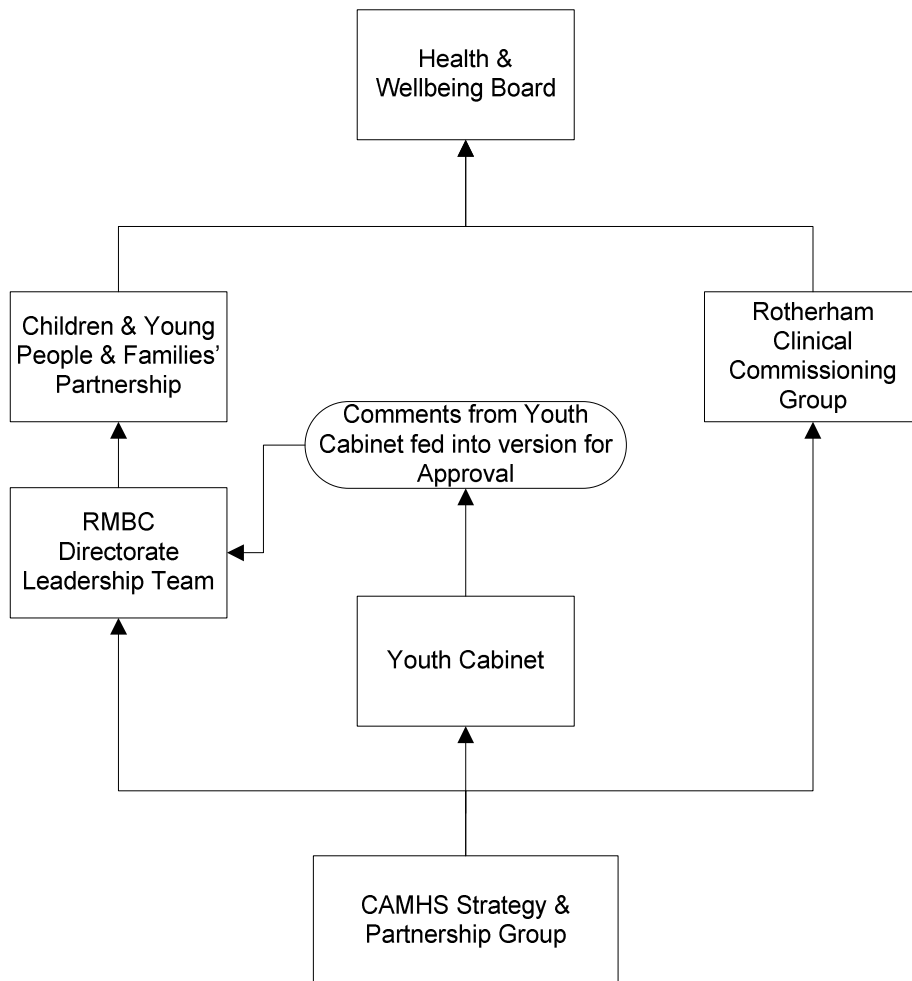 Health &
Wellbeing Board
Children & Young
People & Families’
Partnership
Rotherham
Clinical
Commissioning
Group
Comments from Youth
Cabinet fed into version for
Approval
RMBC
Directorate
Leadership Team
Youth Cabinet
CAMHS Strategy &
Partnership Group